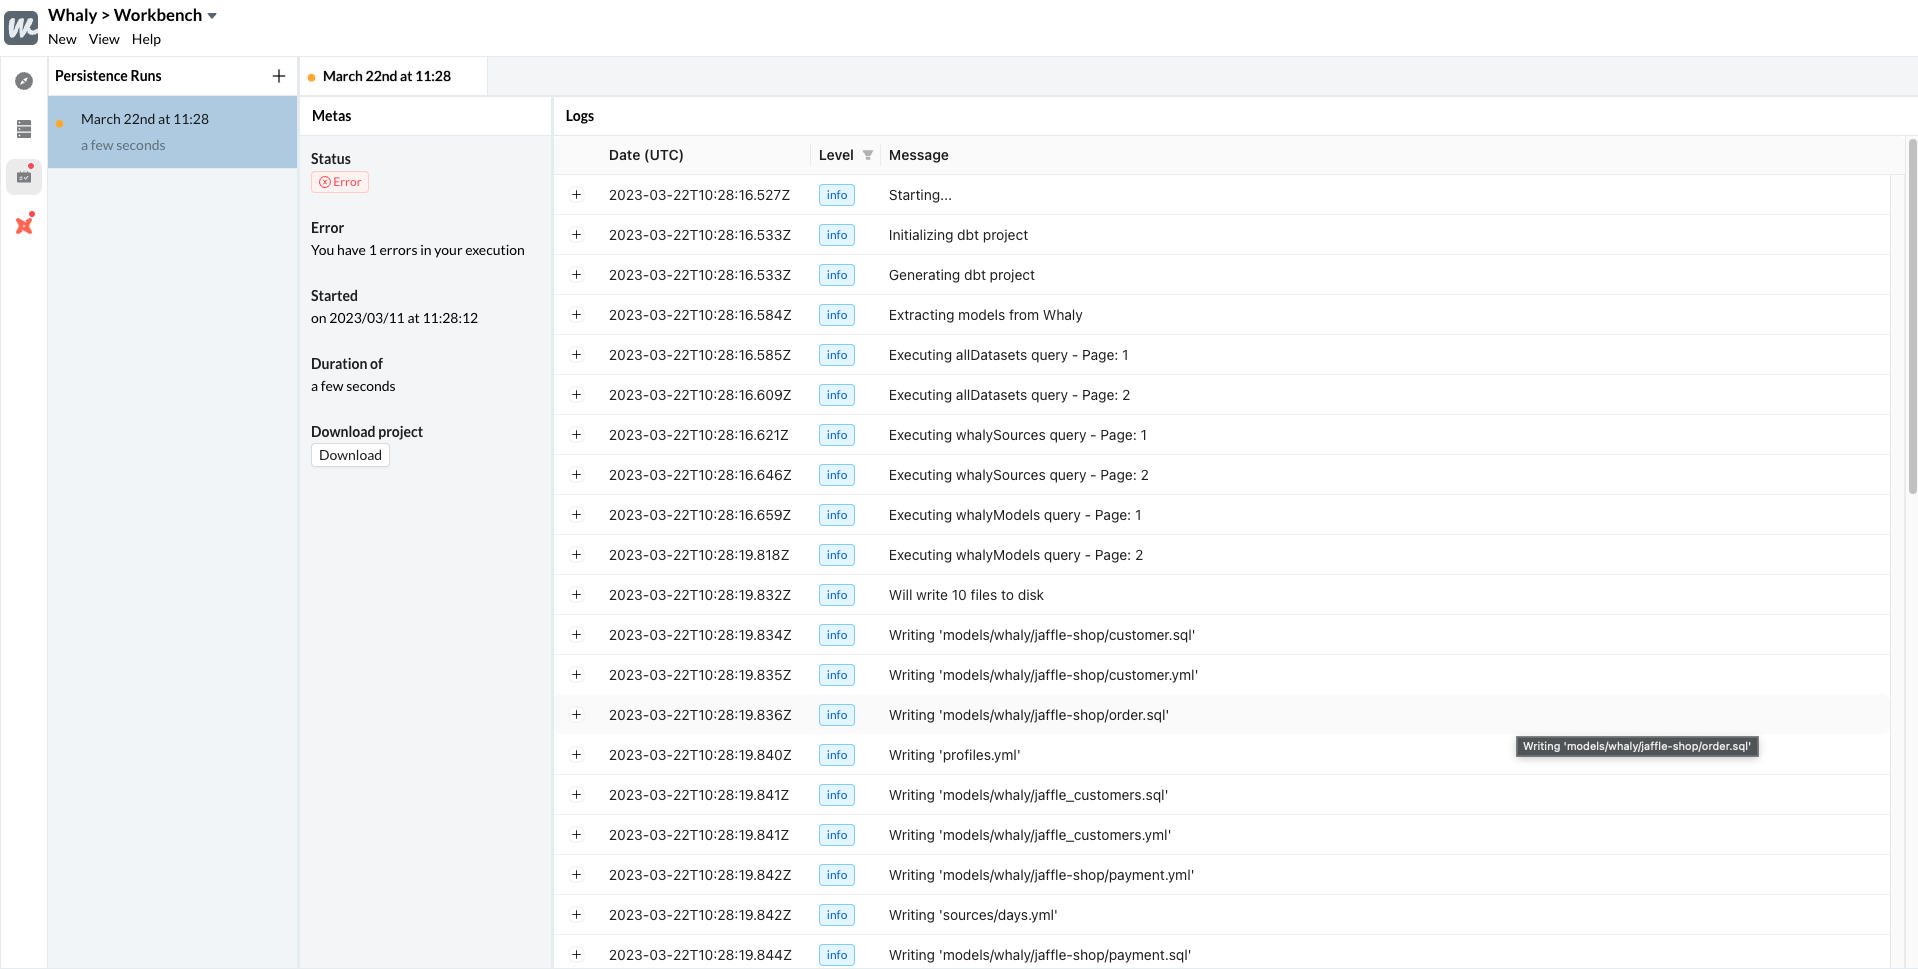 Whaly > Workbench
New View Help
Persistence Runs
March 22nd at 11:28
a few seconds
March 22nd at 11:28
Metas
Status
Error
Error
You have 1 errors in your execution
Started
on 2023/03/11 at 11:28:12
Duration of
a few seconds
Download project
Download
Logs
Date (UTC) Level Message
2023-03-22T10:28:16.527Z info Starting...
2023-03-22T10:28:16.533Z info Initializing dbt project
2023-03-22T10:28:16.533Z info Generating dbt project
2023-03-22T10:28:16.584Z info Extracting models from Whaly
2023-03-22T10:28:16.585Z info Executing allDatasets query - Page: 1
2023-03-22T10:28:16.609Z info Executing allDatasets query - Page: 2
2023-03-22T10:28:16.621Z info Executing whalySources query - Page: 1
2023-03-22T10:28:16.646Z info Executing whalySources query - Page: 2
2023-03-22T10:28:16.659Z info Executing whalyModels query - Page: 1
2023-03-22T10:28:19.818Z info Executing whalyModels query - Page: 2
2023-03-22T10:28:19.832Z info Will write 10 files to disk
2023-03-22T10:28:19.834Z info Writing 'models/whaly/jaffle-shop/customer.sql'
2023-03-22T10:28:19.835Z info Writing 'models/whaly/jaffle-shop/customer.yml'
2023-03-22T10:28:19.836Z info Writing 'models/whaly/jaffle-shop/order.sql'
Writing 'models/whaly/jaffle-shop/order.sql'
2023-03-22T10:28:19.840Z info Writing 'profiles.yml'
2023-03-22T10:28:19.841Z info Writing 'models/whaly/jaffle_customers.sql'
2023-03-22T10:28:19.841Z info Writing 'models/whaly/jaffle_customers.yml'
2023-03-22T10:28:19.842Z info Writing 'models/whaly/jaffle-shop/payment.yml'
2023-03-22T10:28:19.842Z info Writing 'sources/days.yml'
2023-03-22T10:28:19.844Z info Writing 'models/whaly/jaffle-shop/payment.sql'